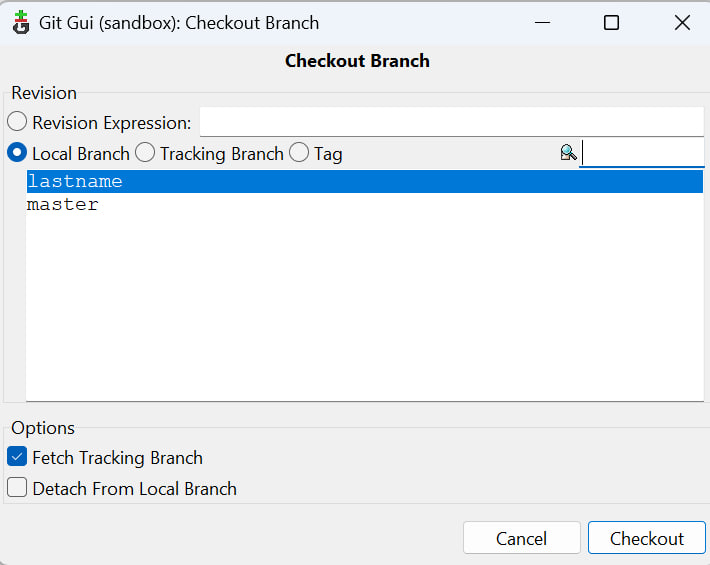 Git Gui (sandbox): Checkout Branch
Checkout Branch
Revision
Revision Expression:
Local Branch Tracking Branch Tag
lastname
master
Options
Fetch Tracking Branch
Detach From Local Branch
Cancel Checkout